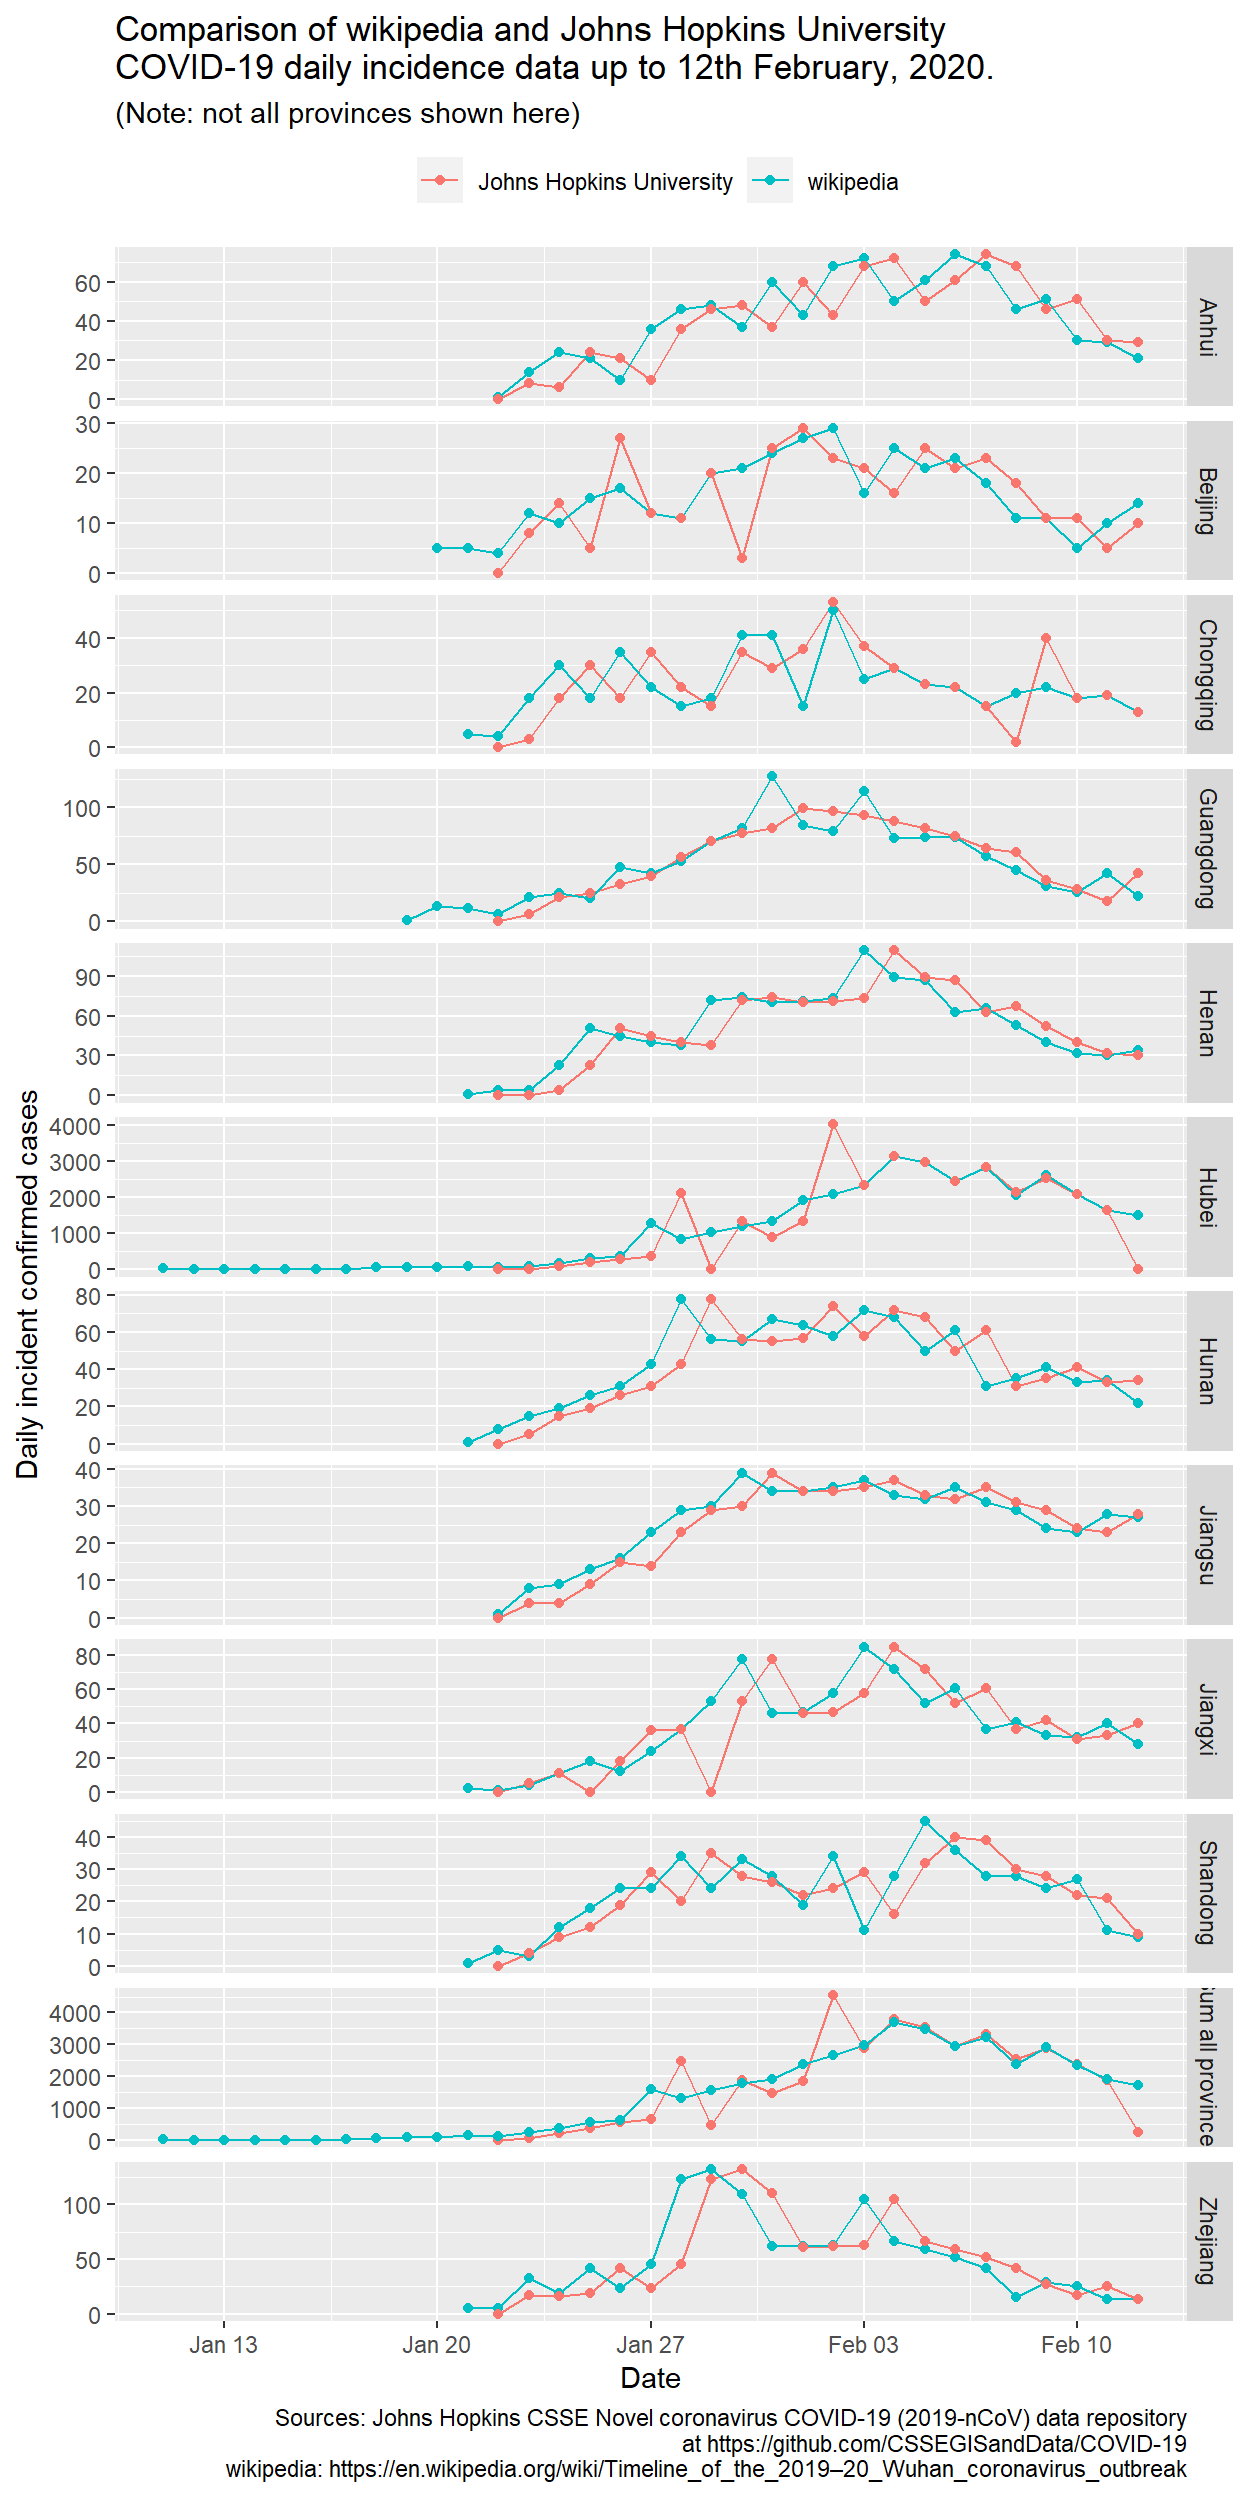 Comparison of wikipedia and Johns Hopkins University
COVID-19 daily incidence data up to 12th February, 2020.
(Note: not all provinces shown here)
Johns Hopkins University
wikipedia
Daily incident confirmed cases
60
40
20
0
Anhui
30
20
10
0
Beijing
40
20
0
Chongqing
100
50
0
Guangdong
90
60
30
0
Henan
4000
3000
2000
1000
0
Hubei
80
60
40
20
0
Hunan
40
30
20
10
0
Jiangsu
80
60
40
20
0
Jiangxi
40
30
20
10
0
Shandong
4000
3000
2000
1000
0
um all province
100
50
0
Zhejiang
Jan 13
Jan 20
Jan 27
Feb 03
Feb 10
Date
Sources: Johns Hopkins CSSE Novel coronavirus COVID-19 (2019-nCoV) data repository
at https://github.com/CSSEGISandData/COVID-19
wikipedia: https://en.wikipedia.org/wiki/Timeline_of_the_2019–20_Wuhan_coronavirus_outbreak